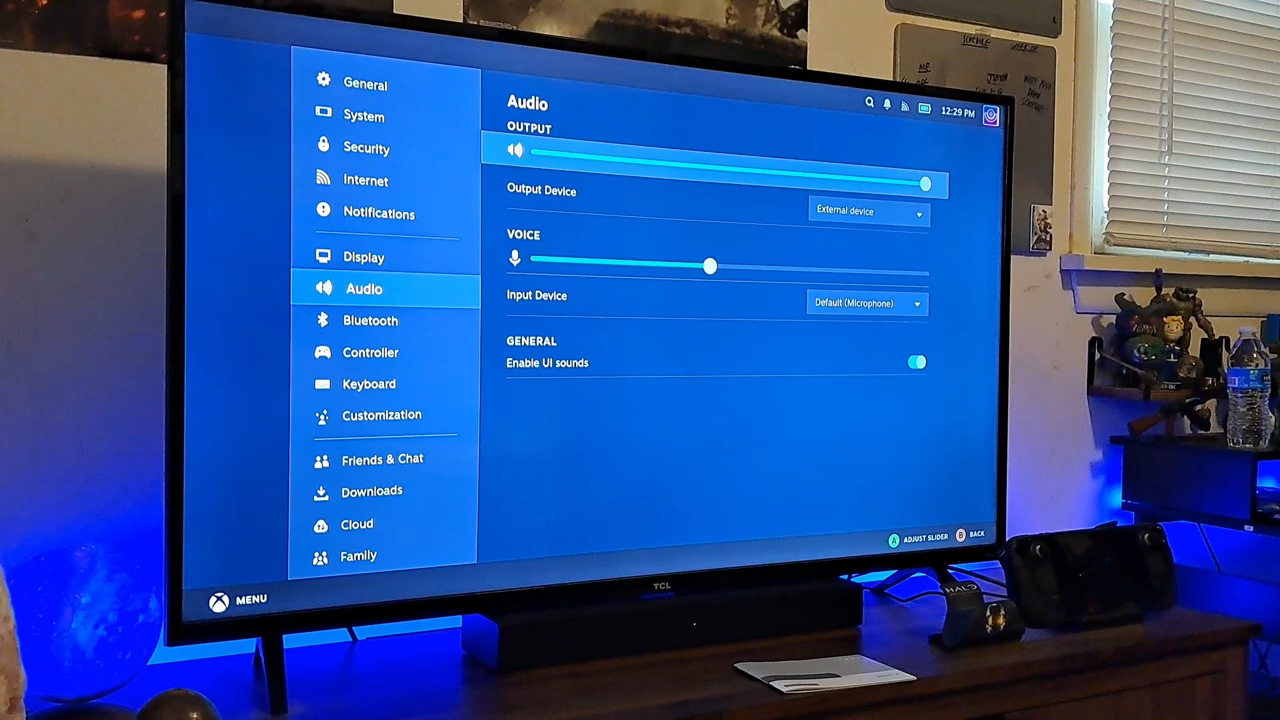 General
System
Security
Internet
Notifications
Display
Audio
Bluetooth
Controller
Keyboard
Customization
Friends & Chat
Downloads
Cloud
Family
MENU
Audio
12:29 PM
OUTPUT
Output Device
External device
VOICE
Input Device
Default (Microphone)
GENERAL
Enable UI sounds
A ADJUST SLIDER B BACK
TCL
HALO
SCHEDULE
ME